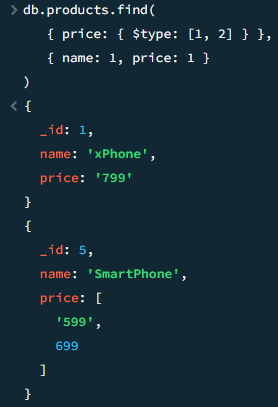 > db.products.find(
{ price: { $type: [1, 2] } },
{ name: 1, price: 1 }
)
< {
_id: 1,
name: 'xPhone',
price: '799'
}
{
_id: 5,
name: 'SmartPhone',
price: [
'599',
699
]
}